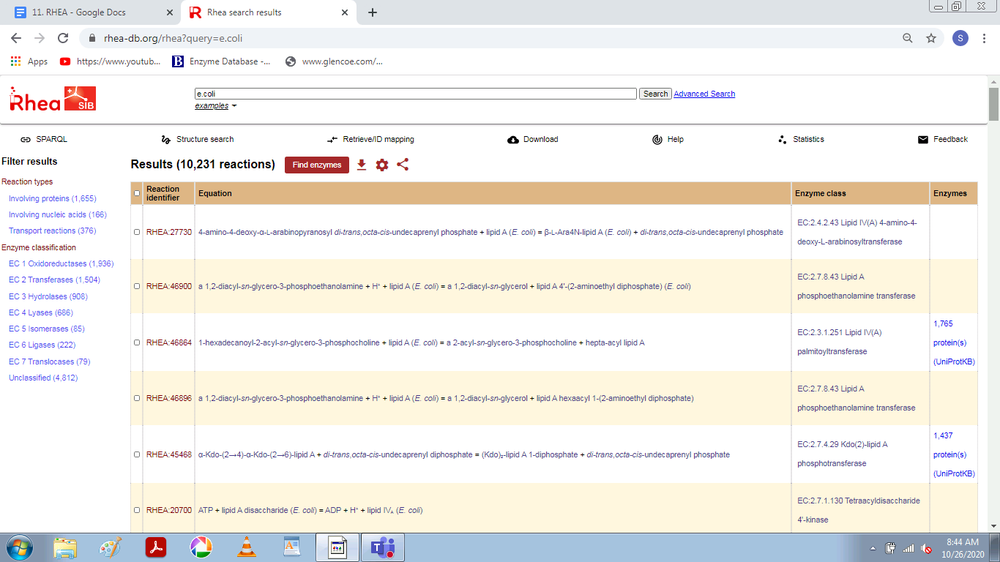 11. RHEA - Google Docs
Rhea search results
rhea-db.org/rhea?query=e.coli
S
Apps
https://www.youtub...
B
Enzyme Database -...
www.glencoe.com/...
Rhea SIB
e.coli
Search
Advanced Search
examples
SPARQL
Structure search
Retrieve/ID mapping
Download
Help
Statistics
Feedback
Filter results
Reaction types
Involving proteins (1,655)
Involving nucleic acids (166)
Transport reactions (376)
Enzyme classification
EC 1 Oxidoreductases (1,936)
EC 2 Transferases (1,504)
EC 3 Hydrolases (908)
EC 4 Lyases (686)
EC 5 Isomerases (85)
EC 6 Ligases (222)
EC 7 Translocases (79)
Unclassified (4,812)
Results (10,231 reactions)
Find enzymes
Reaction
identifier
Equation
Enzyme class
Enzymes
RHEA:27730
4-amino-4-deoxy-α-L-arabinopyranosyl di-trans,octa-cis-undecaprenyl phosphate + lipid A (E. coli) = β-L-Ara4N-lipid A (E. coli) + di-trans,octa-cis-undecaprenyl phosphate
EC:2.4.2.43 Lipid IV(A) 4-amino-4-
deoxy-L-arabinosyltransferase
RHEA:46900
a 1,2-diacyl-sn-glycero-3-phosphoethanolamine + H⁺ + lipid A (E. coli) = a 1,2-diacyl-sn-glycerol + lipid A 4'-(2-aminoethyl diphosphate) (E. coli)
EC:2.7.8.43 Lipid A
phosphoethanolamine transferase
RHEA:46864
1-hexadecanoyl-2-acyl-sn-glycero-3-phosphocholine + lipid A (E. coli) = a 2-acyl-sn-glycero-3-phosphocholine + hepta-acyl lipid A
EC:2.3.1.251 Lipid IV(A)
palmitoyltransferase
1,765
protein(s)
(UniProtKB)
RHEA:46896
a 1,2-diacyl-sn-glycero-3-phosphoethanolamine + H⁺ + lipid A (E. coli) = a 1,2-diacyl-sn-glycerol + lipid A hexaacyl 1-(2-aminoethyl diphosphate)
EC:2.7.8.43 Lipid A
phosphoethanolamine transferase
RHEA:45468
α-Kdo-(2→4)-α-Kdo-(2→6)-lipid A + di-trans,octa-cis-undecaprenyl diphosphate = (Kdo)₂-lipid A 1-diphosphate + di-trans,octa-cis-undecaprenyl phosphate
EC:2.7.4.29 Kdo(2)-lipid A
phosphotransferase
1,437
protein(s)
(UniProtKB)
RHEA:20700
ATP + lipid A disaccharide (E. coli) = ADP + H⁺ + lipid IVₐ (E. coli)
EC:2.7.1.130 Tetraacyldisaccharide
4'-kinase
8:44 AM
10/26/2020